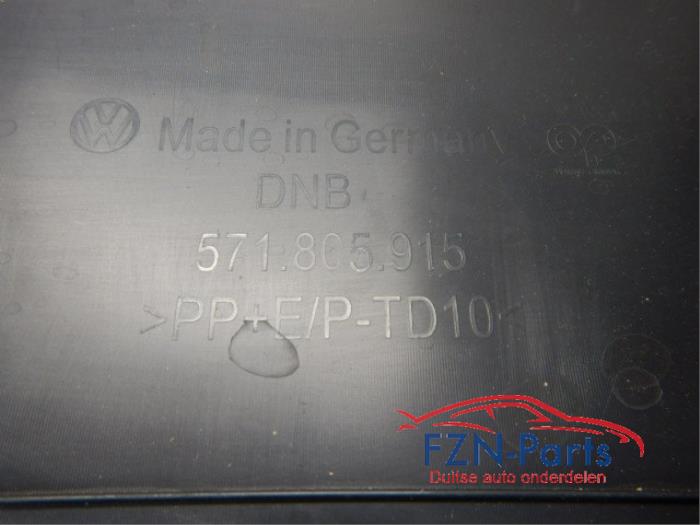 Made in Germany
DNB
571.805.915
>PP+E/P-TD10<
FZN-Parts
Duitse auto onderdelen